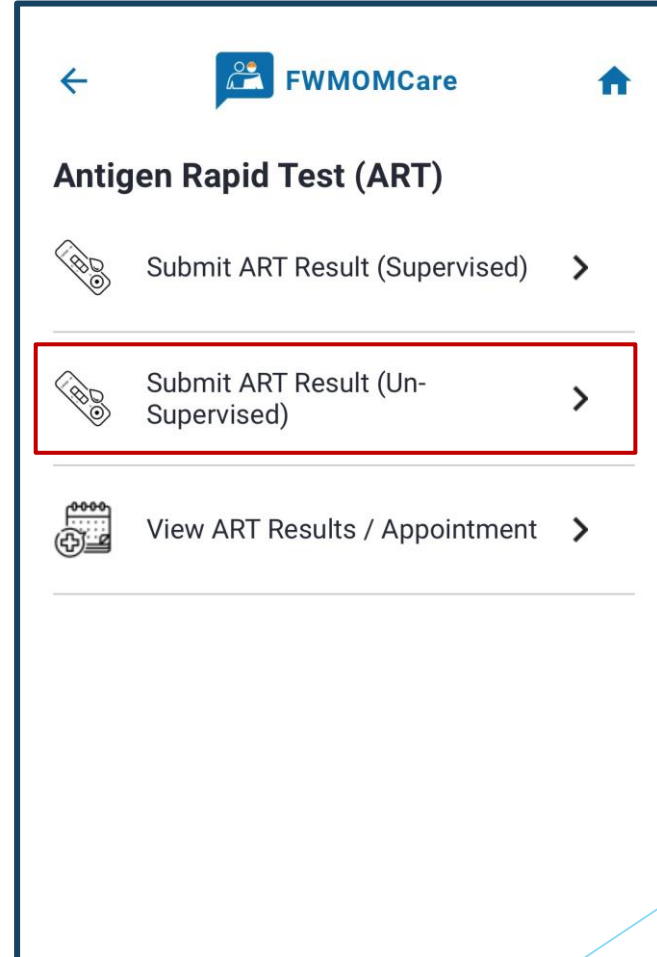 FWMOMCare
Antigen Rapid Test (ART)
Submit ART Result (Supervised)
Submit ART Result (Un-
Supervised)
View ART Results / Appointment